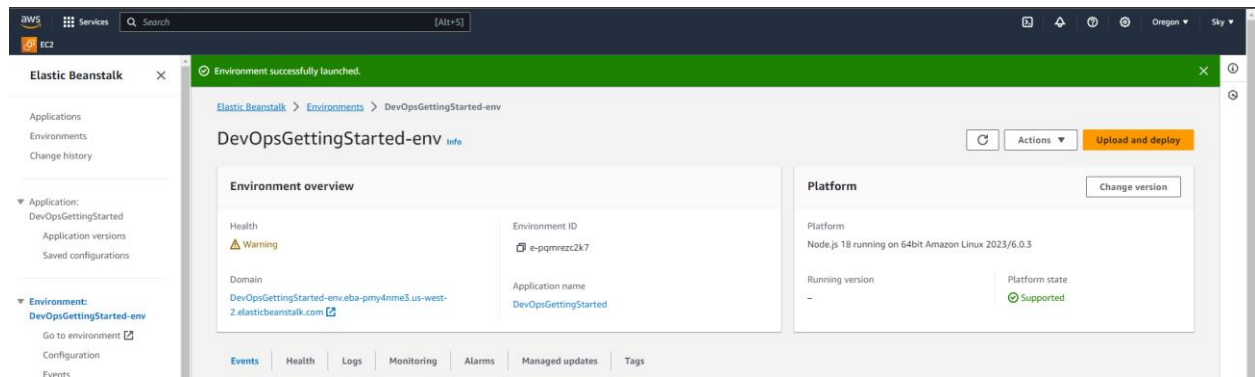 aws
Services
Search
[Alt+S]
Oregon ▼
Sky ▼
EC2
Elastic Beanstalk
Applications
Environments
Change history
Application:
DevOpsGettingStarted
Application versions
Saved configurations
Environment:
DevOpsGettingStarted-env
Go to environment
Configuration
Events
Environment successfully launched.
Elastic Beanstalk > Environments > DevOpsGettingStarted-env
DevOpsGettingStarted-env Info
Actions ▼
Upload and deploy
Environment overview
Health
Warning
Environment ID
e-pqmrezc2k7
Domain
DevOpsGettingStarted-env.eba-pmy4nme3.us-west-
2.elasticbeanstalk.com
Application name
DevOpsGettingStarted
Platform
Change version
Platform
Node.js 18 running on 64bit Amazon Linux 2023/6.0.3
Running version
–
Platform state
Supported
Events
Health
Logs
Monitoring
Alarms
Managed updates
Tags